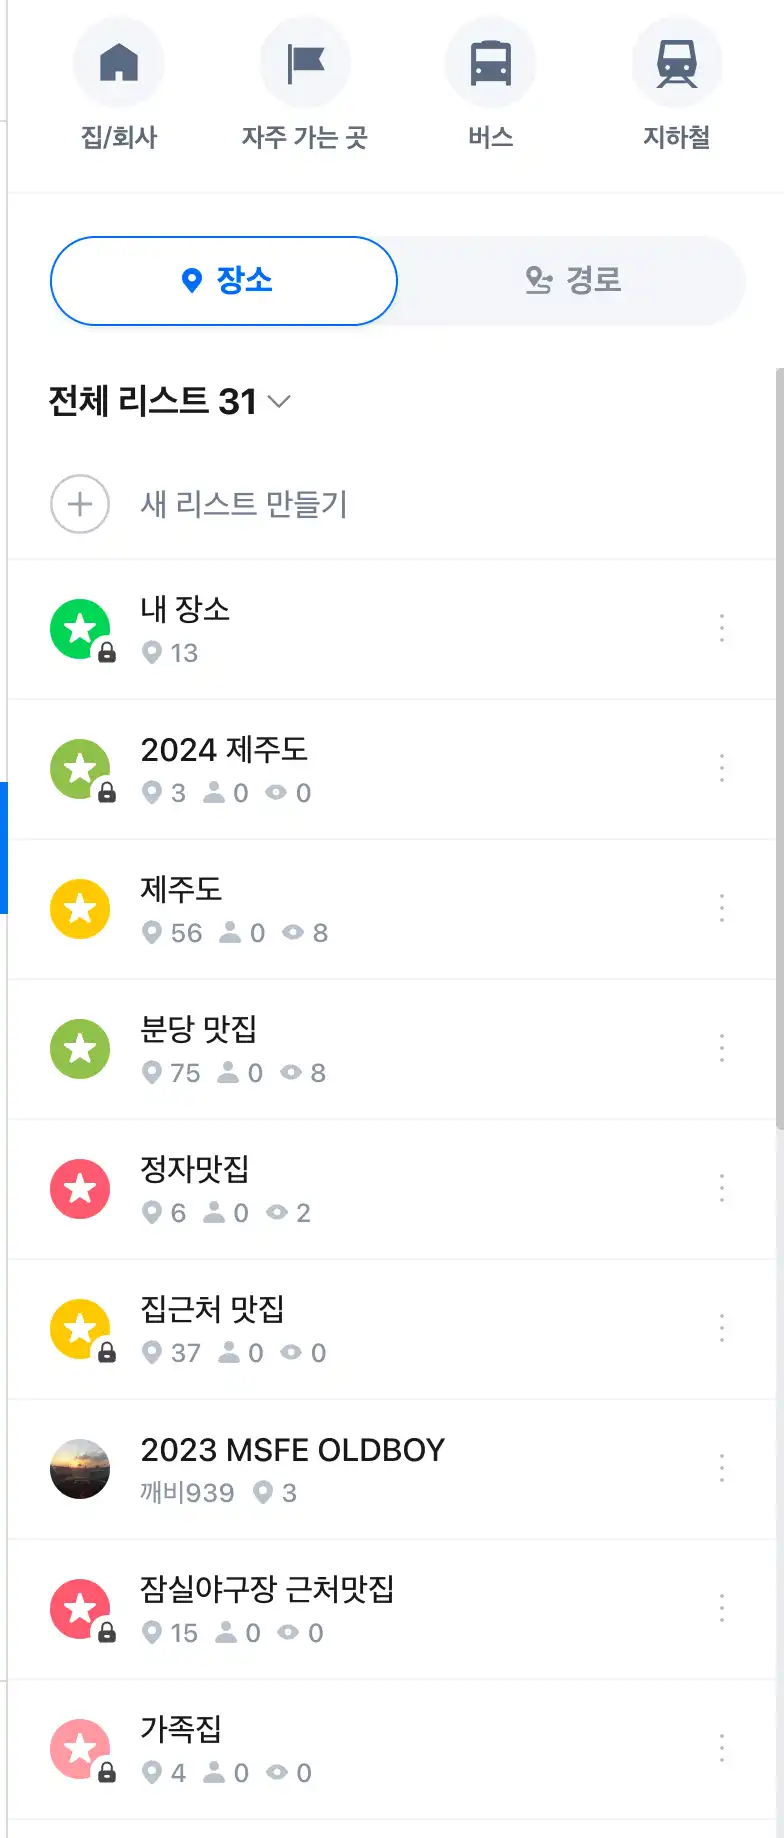 집/회사 자주 가는 곳 버스 지하철
장소 경로
전체 리스트 31
새 리스트 만들기
내 장소
13
2024 제주도
3 0 0
제주도
56 0 8
분당 맛집
75 0 8
정자맛집
6 0 2
집근처 맛집
37 0 0
2023 MSFE OLDBOY
깨비939 3
잠실야구장 근처맛집
15 0 0
가족집
4 0 0